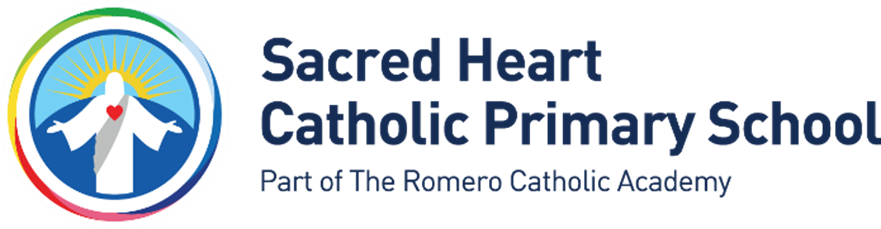 Sacred Heart
Catholic Primary School
Part of The Romero Catholic Academy